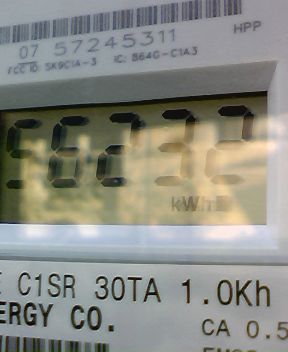 07 57245311 HPP
FCC ID: SK9C1A-3 IC: 864G-C1A3
56232
kWh
E C1SR 30TA 1.0Kh
ERGY CO. CA 0.5